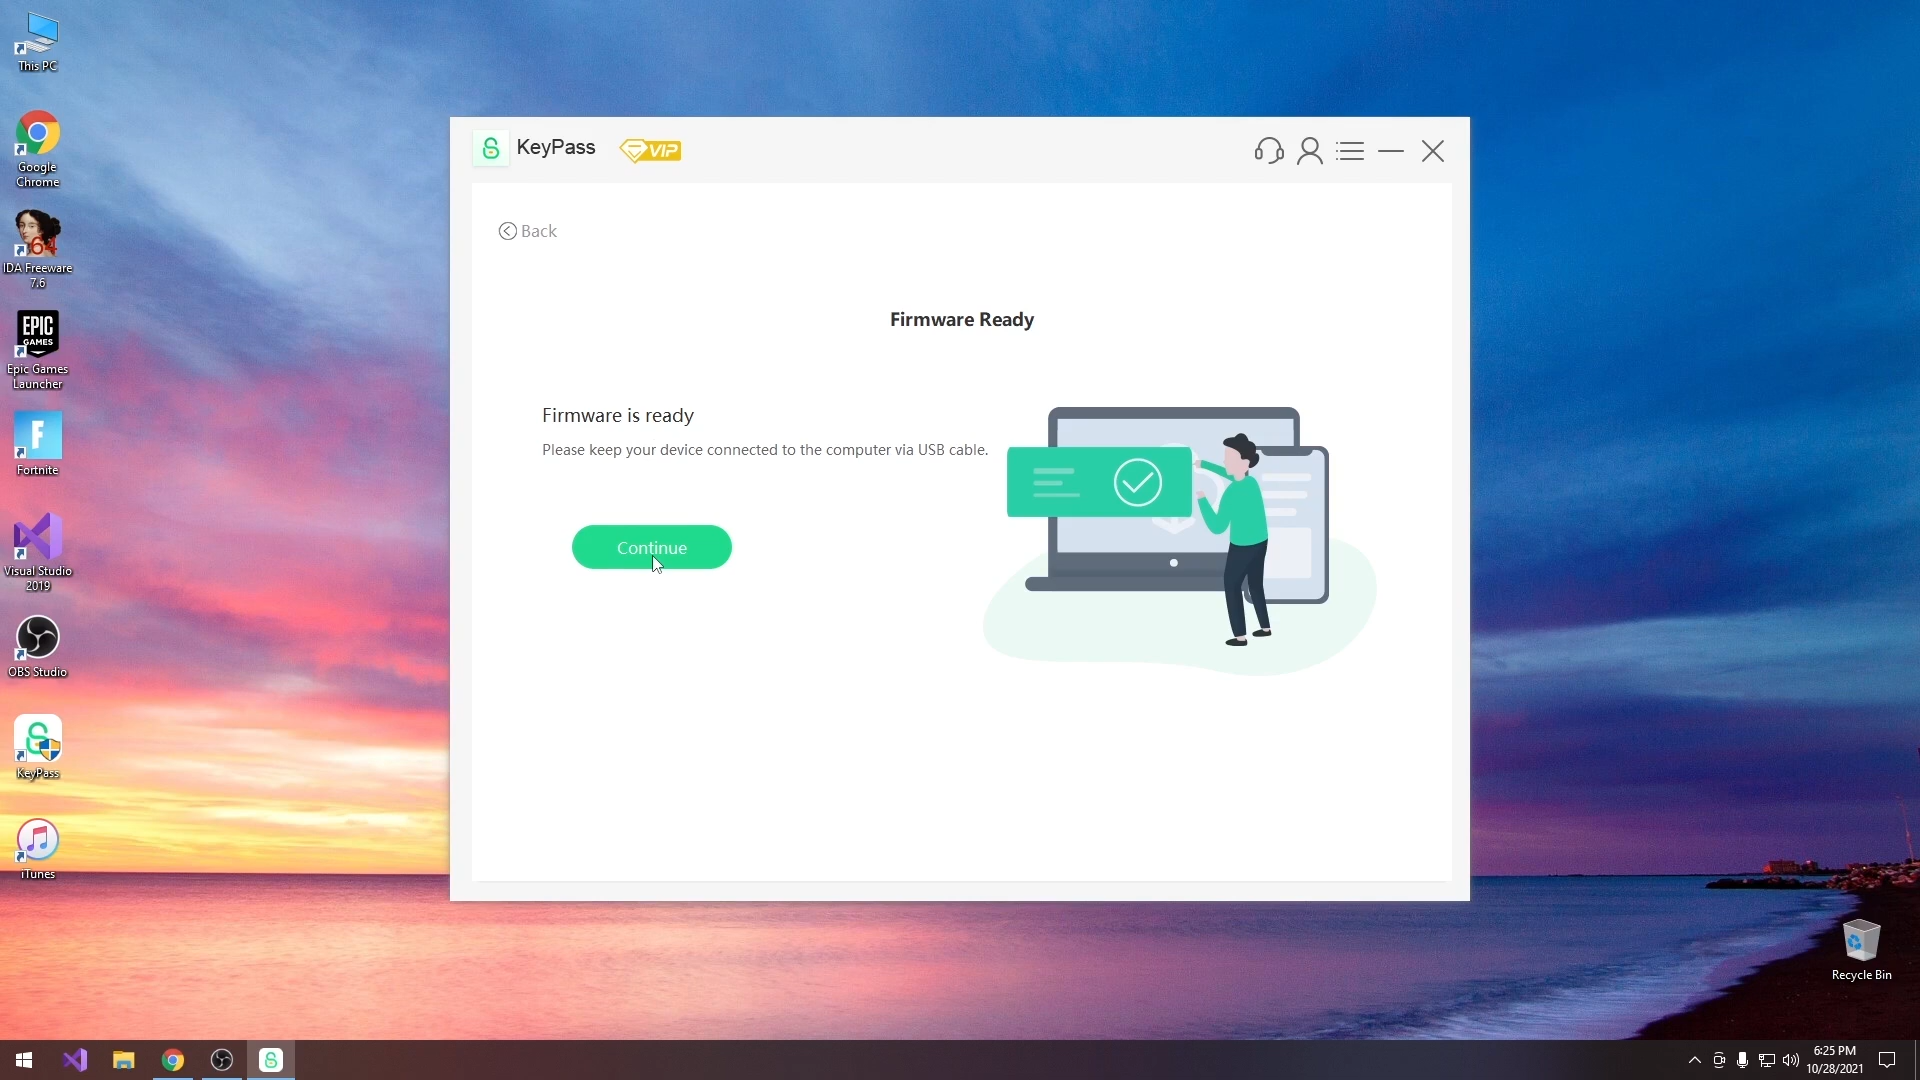 This PC
Google
Chrome
64
IDA Freeware
7.6
EPIC
GAMES
Epic Games
Launcher
F
Fortnite
Visual Studio
2019
OBS Studio
KeyPass
iTunes
KeyPass
VIP
Back
Firmware Ready
Firmware is ready
Please keep your device connected to the computer via USB cable.
Continue
Recycle Bin
6:25 PM
10/28/2021